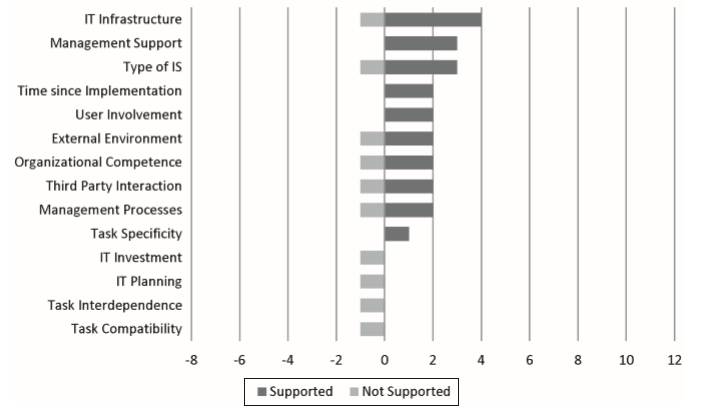 IT Infrastructure
Management Support
Type of IS
Time since Implementation
User Involvement
External Environment
Organizational Competence
Third Party Interaction
Management Processes
Task Specificity
IT Investment
IT Planning
Task Interdependence
Task Compatibility
-8 -6 -4 -2 0 2 4 6 8 10 12
Supported Not Supported